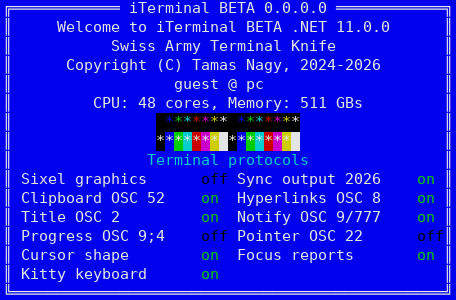 iTerminal BETA 0.0.0.0
Welcome to iTerminal BETA .NET 11.0.0
Swiss Army Terminal Knife
Copyright (C) Tamas Nagy, 2024-2026
guest @ pc
CPU: 48 cores, Memory: 511 GBs
****************
****************
Terminal protocols
Sixel graphics off Sync output 2026 on
Clipboard OSC 52 on Hyperlinks OSC 8 on
Title OSC 2 on Notify OSC 9/777 on
Progress OSC 9;4 off Pointer OSC 22 off
Cursor shape on Focus reports on
Kitty keyboard on